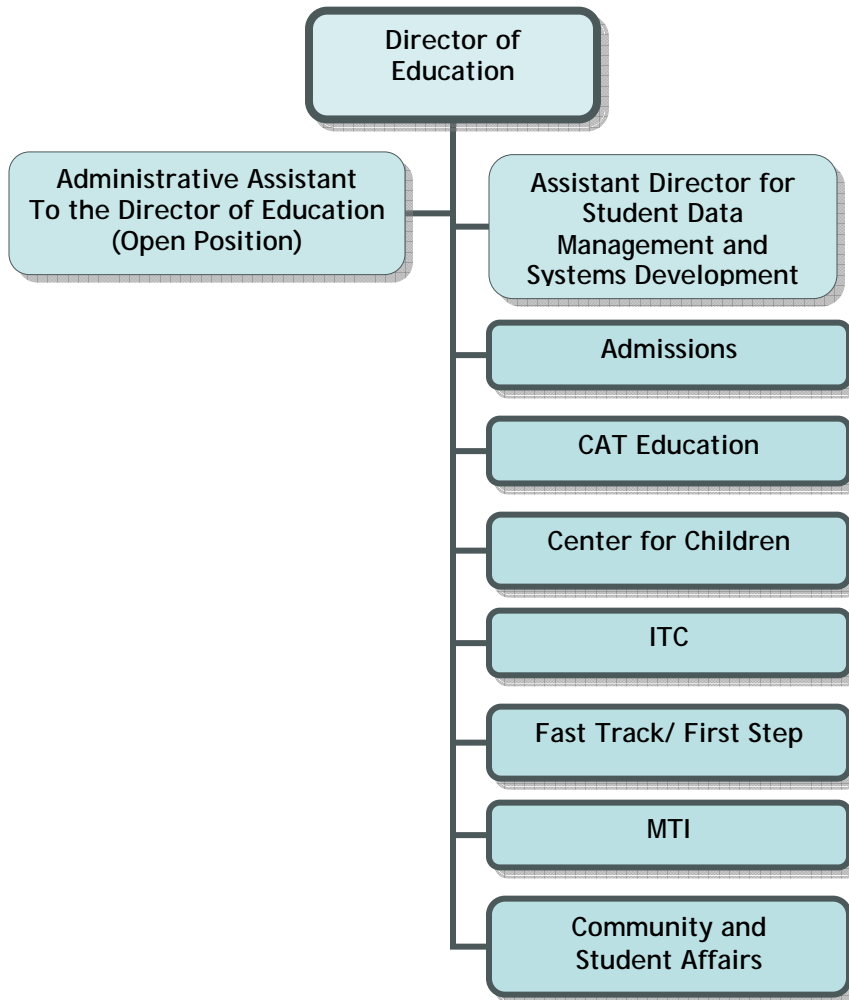 Director of
Education
Administrative Assistant
To the Director of Education
(Open Position)
Assistant Director for
Student Data
Management and
Systems Development
Admissions
CAT Education
Center for Children
ITC
Fast Track/ First Step
MTI
Community and
Student Affairs